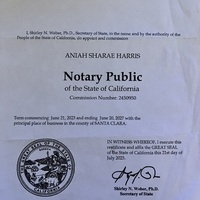 I, Shirley N. Weber, Ph.D., Secretary of State, in the name and by the authority of the
People of the State of California, do appoint and commission
ANIAH SHARAE HARRIS
Notary Public
of the State of California
Commission Number 2450950
Term commencing June 21, 2023 and ending June 20, 2027 with the
principal place of business in the county of SANTA CLARA.
IN WITNESS WHEREOF, I execute this
certificate and affix the GREAT SEAL
of the State of California this 21st day of
July 2023.
Shirley N. Weber, Ph.D.
Secretary of State